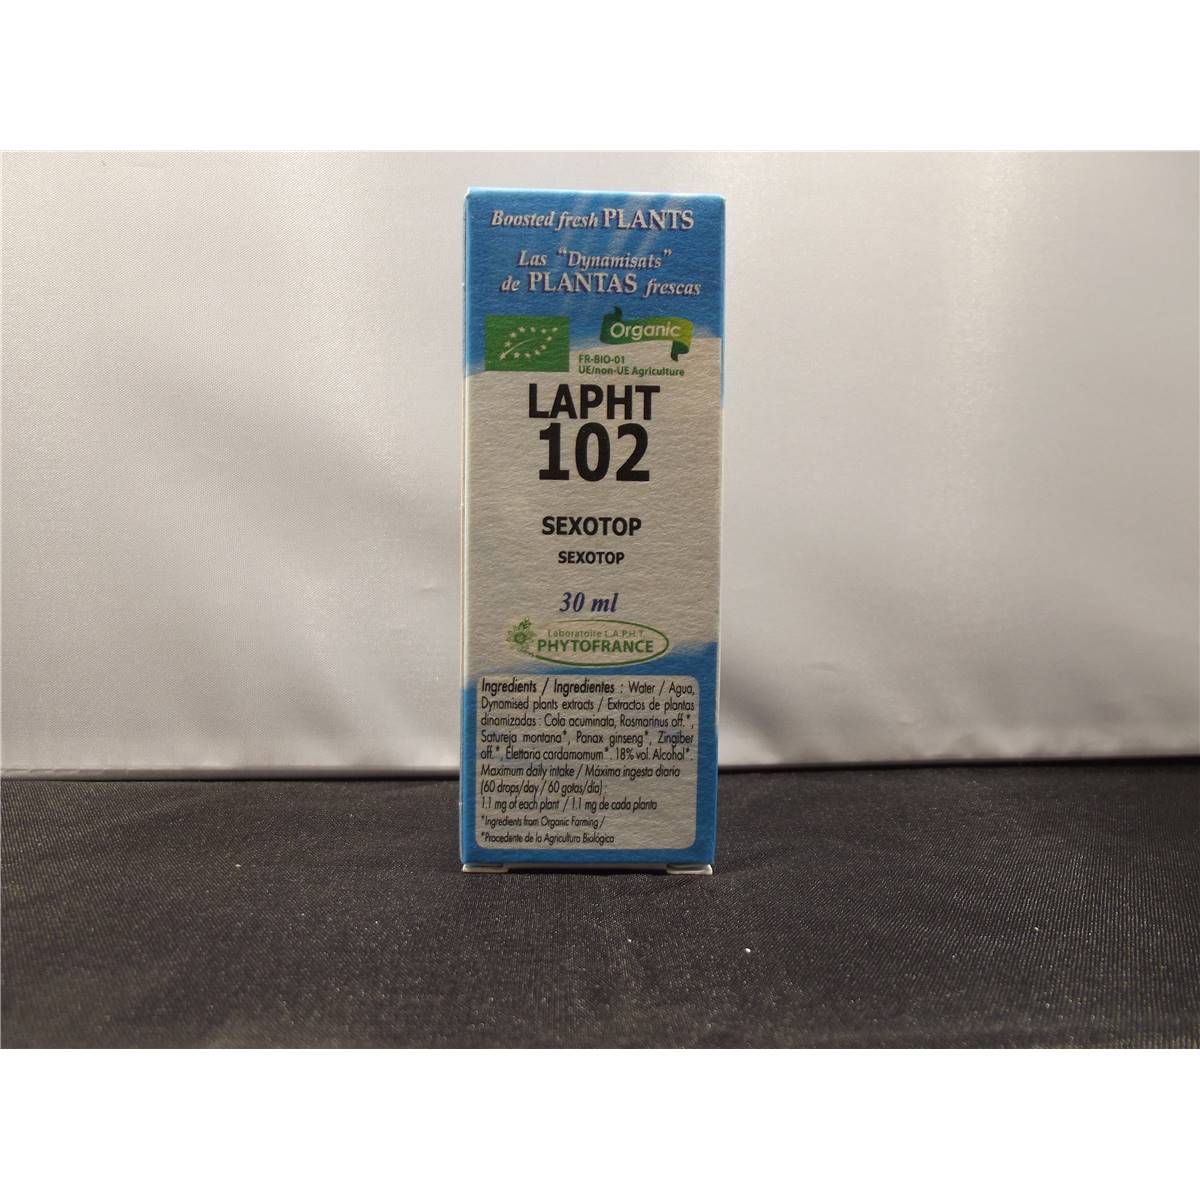 Boosted fresh PLANTS
Las "Dynamisats"
de PLANTAS frescas
Organic
FR-BIO-01
UE/non-UE Agriculture
LAPHT
102
SEXOTOP
SEXOTOP
30 ml
Laboratoire L.A.P.H.T.
PHYTOFRANCE
Ingredients / Ingredientes : Water / Agua,
Dynamised plants extracts / Extractos de plantas
dinamizadas : Cola acuminata, Rosmarinus off.*,
Satureja montana*, Panax ginseng*, Zingiber
off.*, Elettaria cardamomum*. 18% vol. Alcohol*.
Maximum daily intake / Máxima ingesta diaria
(60 drops/day / 60 gotas/dia) :
1.1 mg of each plant / 1.1 mg de cada planta
*Ingredients from Organic Farming /
*Procedente de la Agricultura Biológica